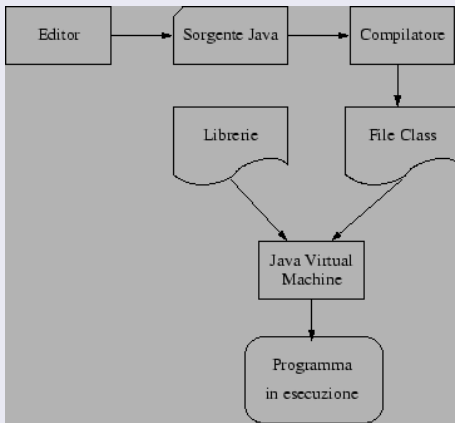 Editor
Sorgente Java
Compilatore
Librerie
File Class
Java Virtual
Machine
Programma
in esecuzione